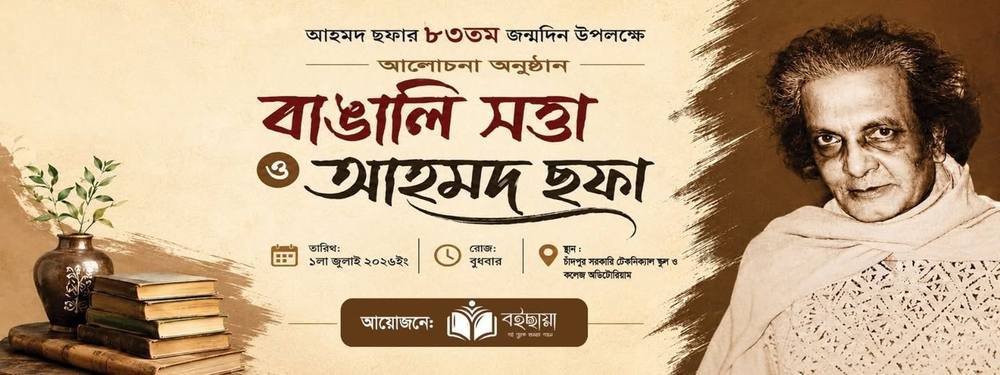 আহমদ ছফার ৮৩তম জন্মদিন উপলক্ষে
আলোচনা অনুষ্ঠান
বাঙালি সত্তা
ও আহমদ ছফা
তারিখ:
১লা জুলাই ২০২৬ইং
রোজ:
বুধবার
স্থান :
চাঁদপুর সরকারি টেকনিক্যাল স্কুল ও
কলেজ অডিটোরিয়াম
আয়োজনে:
বইছায়া